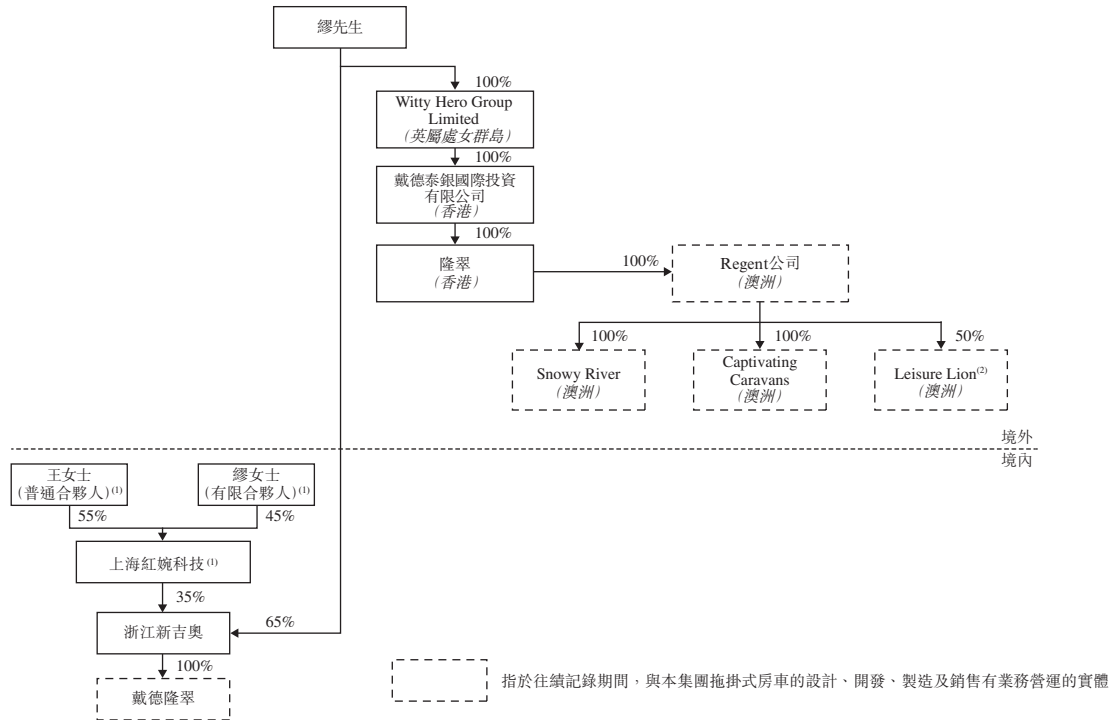 繆先生
100%
Witty Hero Group
Limited
(英屬處女群島)
100%
戴德泰銀國際投資
有限公司
(香港)
100%
隆翠
(香港)
100%
Regent公司
(澳洲)
100%
100%
50%
Snowy River
(澳洲)
Captivating
Caravans
(澳洲)
Leisure Lion(2)
(澳洲)
境外
境內
王女士
(普通合夥人)(1)
繆女士
(有限合夥人)(1)
55%
45%
上海紅婉科技(1)
35%
浙江新吉奧
65%
100%
戴德隆翠
指於往續記錄期間，與本集團拖掛式房車的設計、開發、製造及銷售有業務營運的實體